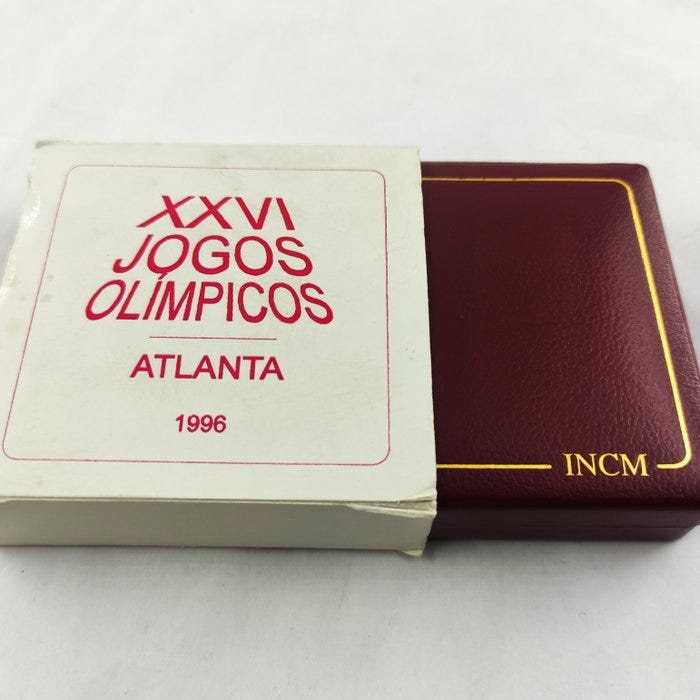 XXVI
JOGOS
OLÍMPICOS
ATLANTA
1996
INCM